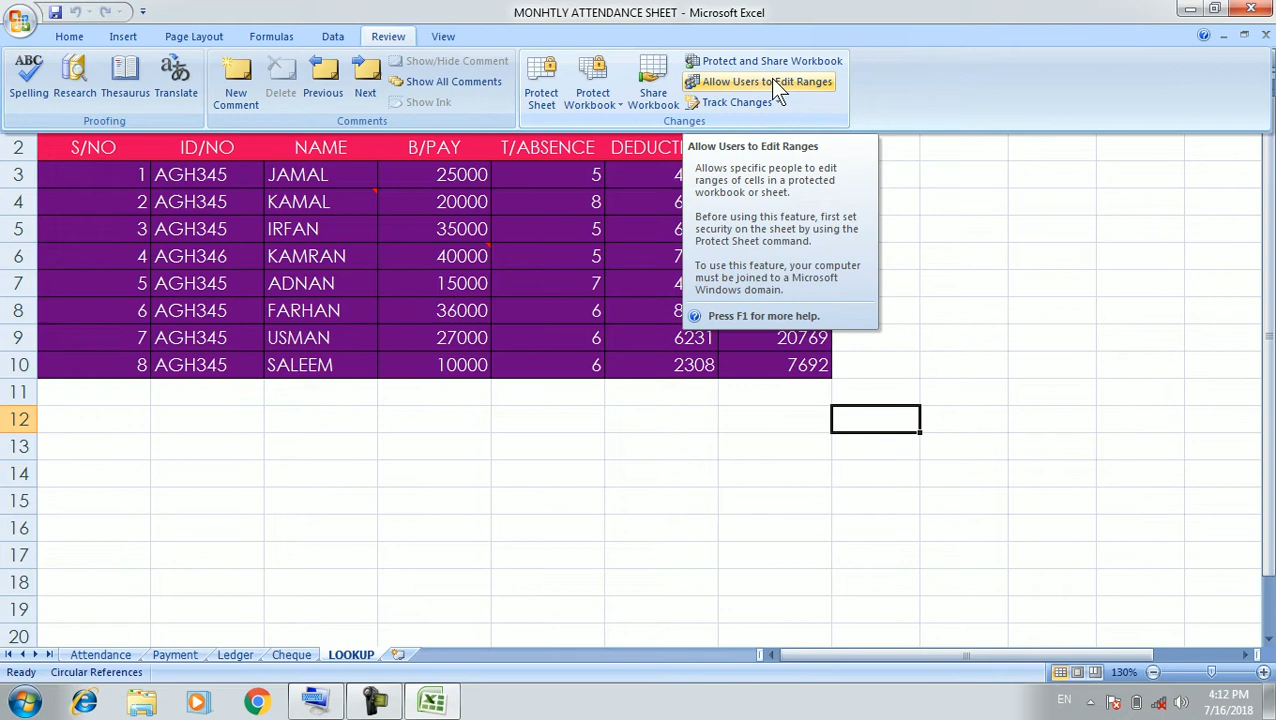 MONHTLY ATTENDANCE SHEET - Microsoft Excel
Home Insert Page Layout Formulas Data Review View
Spelling Research Thesaurus Translate
Proofing
New Comment Delete Previous Next
Show/Hide Comment
Show All Comments
Show Ink
Comments
Protect Sheet Protect Workbook Share Workbook
Protect and Share Workbook
Allow Users to Edit Ranges
Track Changes
Changes
2 S/NO ID/NO NAME B/PAY T/ABSENCE DEDUCTI
3 1 AGH345 JAMAL 25000 5 4
4 2 AGH345 KAMAL 20000 8 6
5 3 AGH345 IRFAN 35000 5 6
6 4 AGH346 KAMRAN 40000 5 7
7 5 AGH345 ADNAN 15000 7 4
8 6 AGH345 FARHAN 36000 6 8
9 7 AGH345 USMAN 27000 6 6231 20769
10 8 AGH345 SALEEM 10000 6 2308 7692
11
12
13
14
15
16
17
18
19
20
Allow Users to Edit Ranges
Allows specific people to edit
ranges of cells in a protected
workbook or sheet.
Before using this feature, first set
security on the sheet by using the
Protect Sheet command.
To use this feature, your computer
must be joined to a Microsoft
Windows domain.
Press F1 for more help.
Attendance Payment Ledger Cheque LOOKUP
Ready Circular References 130%
EN 4:12 PM
7/16/2018